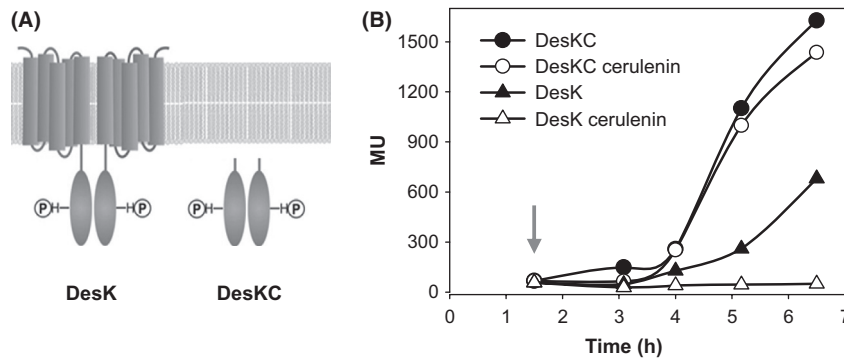 (A)
P H
H P
P H
H P
DesK
DesKC
(B)
DesKC
DesKC cerulenin
DesK
DesK cerulenin
MU
1500
1200
900
600
300
0
0 1 2 3 4 5 6 7
Time (h)